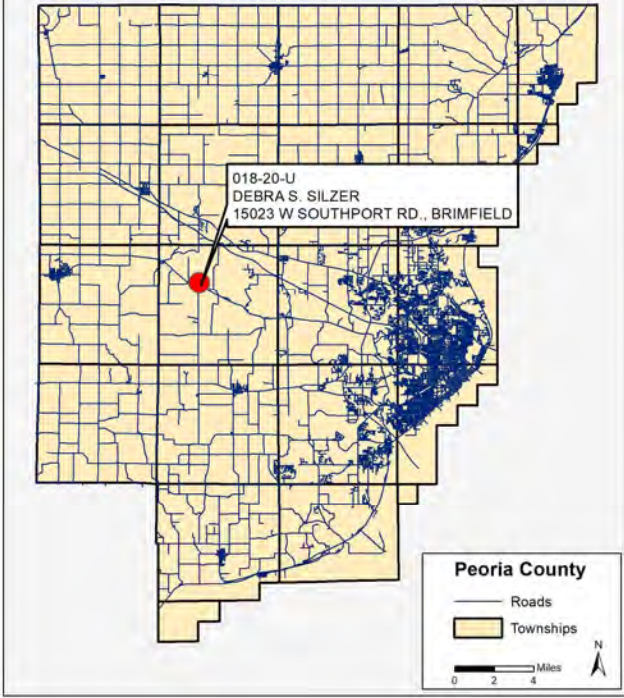 018-20-U
DEBRA S. SILZER
15023 W SOUTHPORT RD., BRIMFIELD
Peoria County
Roads
Townships
N
Miles
0 2 4